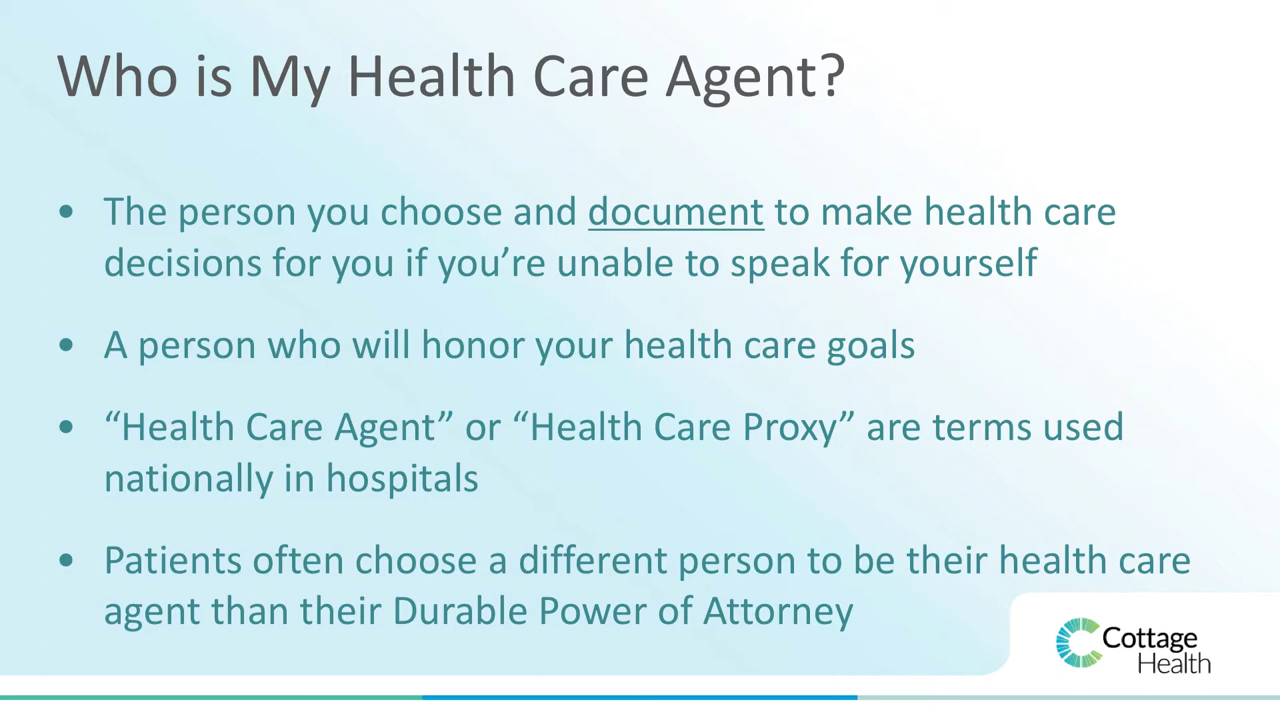 Who is My Health Care Agent?
• The person you choose and document to make health care
decisions for you if you’re unable to speak for yourself
• A person who will honor your health care goals
• “Health Care Agent” or “Health Care Proxy” are terms used
nationally in hospitals
• Patients often choose a different person to be their health care
agent than their Durable Power of Attorney
Cottage
Health